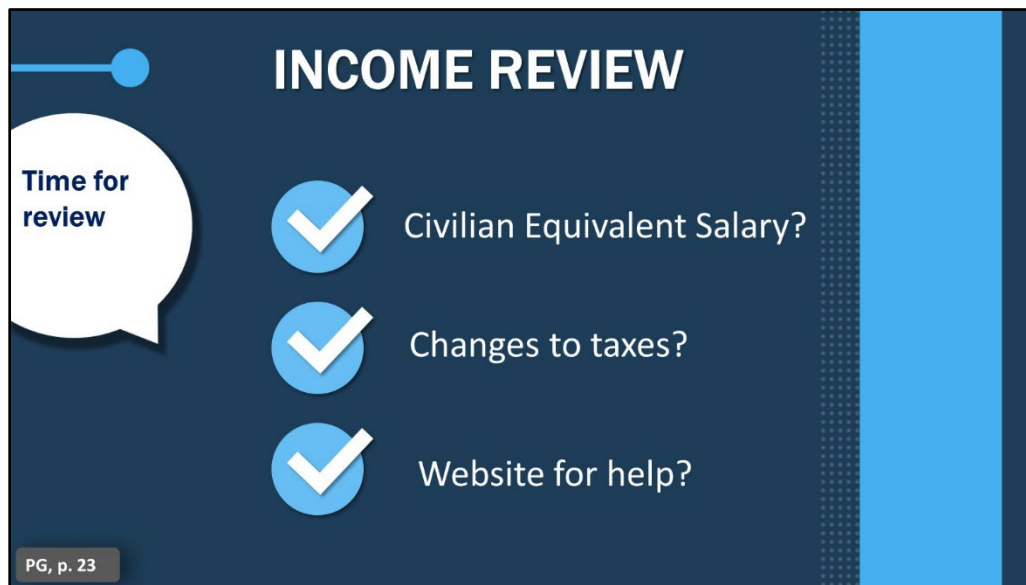 INCOME REVIEW
Time for
review
Civilian Equivalent Salary?
Changes to taxes?
Website for help?
PG, p. 23